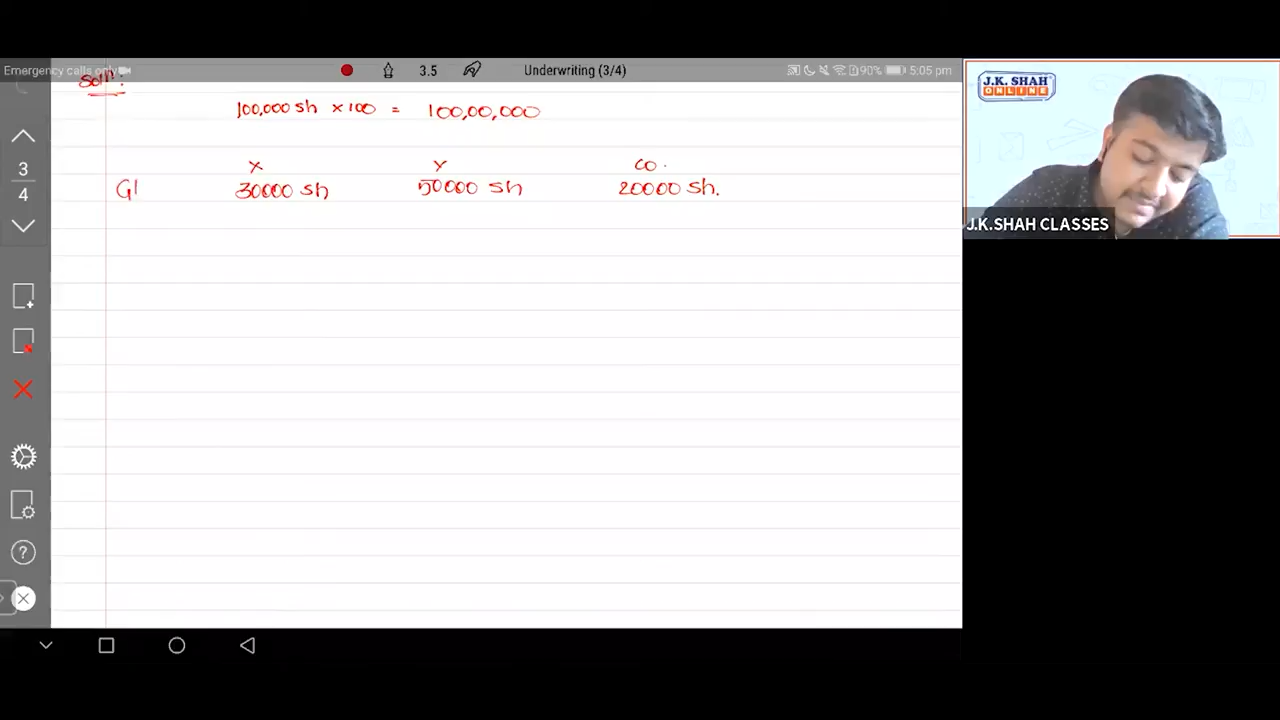 Emergency calls only
3.5
Underwriting (3/4)
90%
5:05 pm
Soln:
100,000 sh × 100 = 100,00,000
3
4
X Y CO.
GL 30000 sh 50000 sh 20000 sh.
J.K. SHAH
ONLINE
J.K.SHAH CLASSES